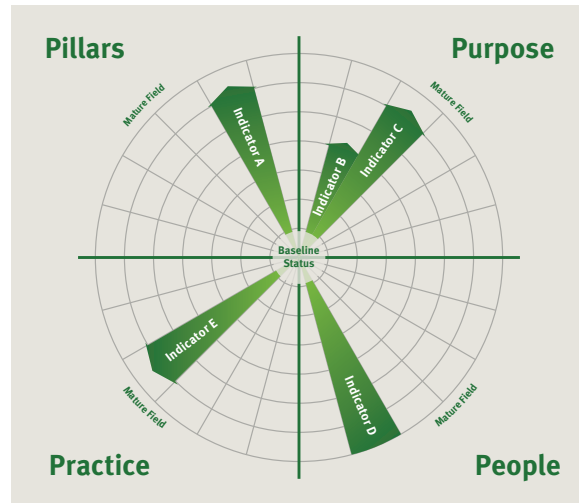 Pillars
Purpose
Mature Field
Mature Field
Indicator A
Indicator B
Indicator C
Baseline
Status
Indicator E
Indicator D
Mature Field
Mature Field
Practice
People